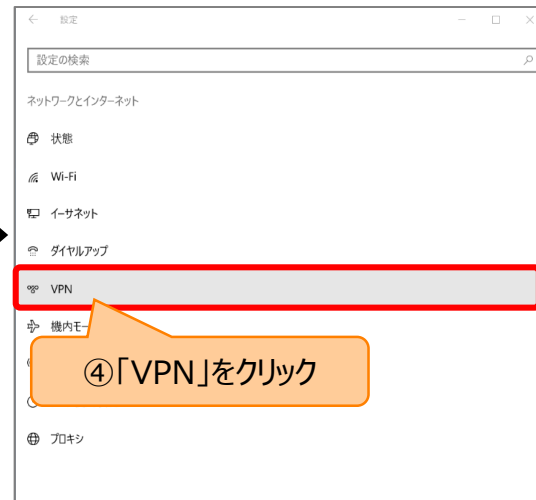 設定
設定の検索
ネットワークとインターネット
状態
Wi-Fi
イーサネット
ダイヤルアップ
VPN
機内モー
④「VPN」をクリック
プロキシ